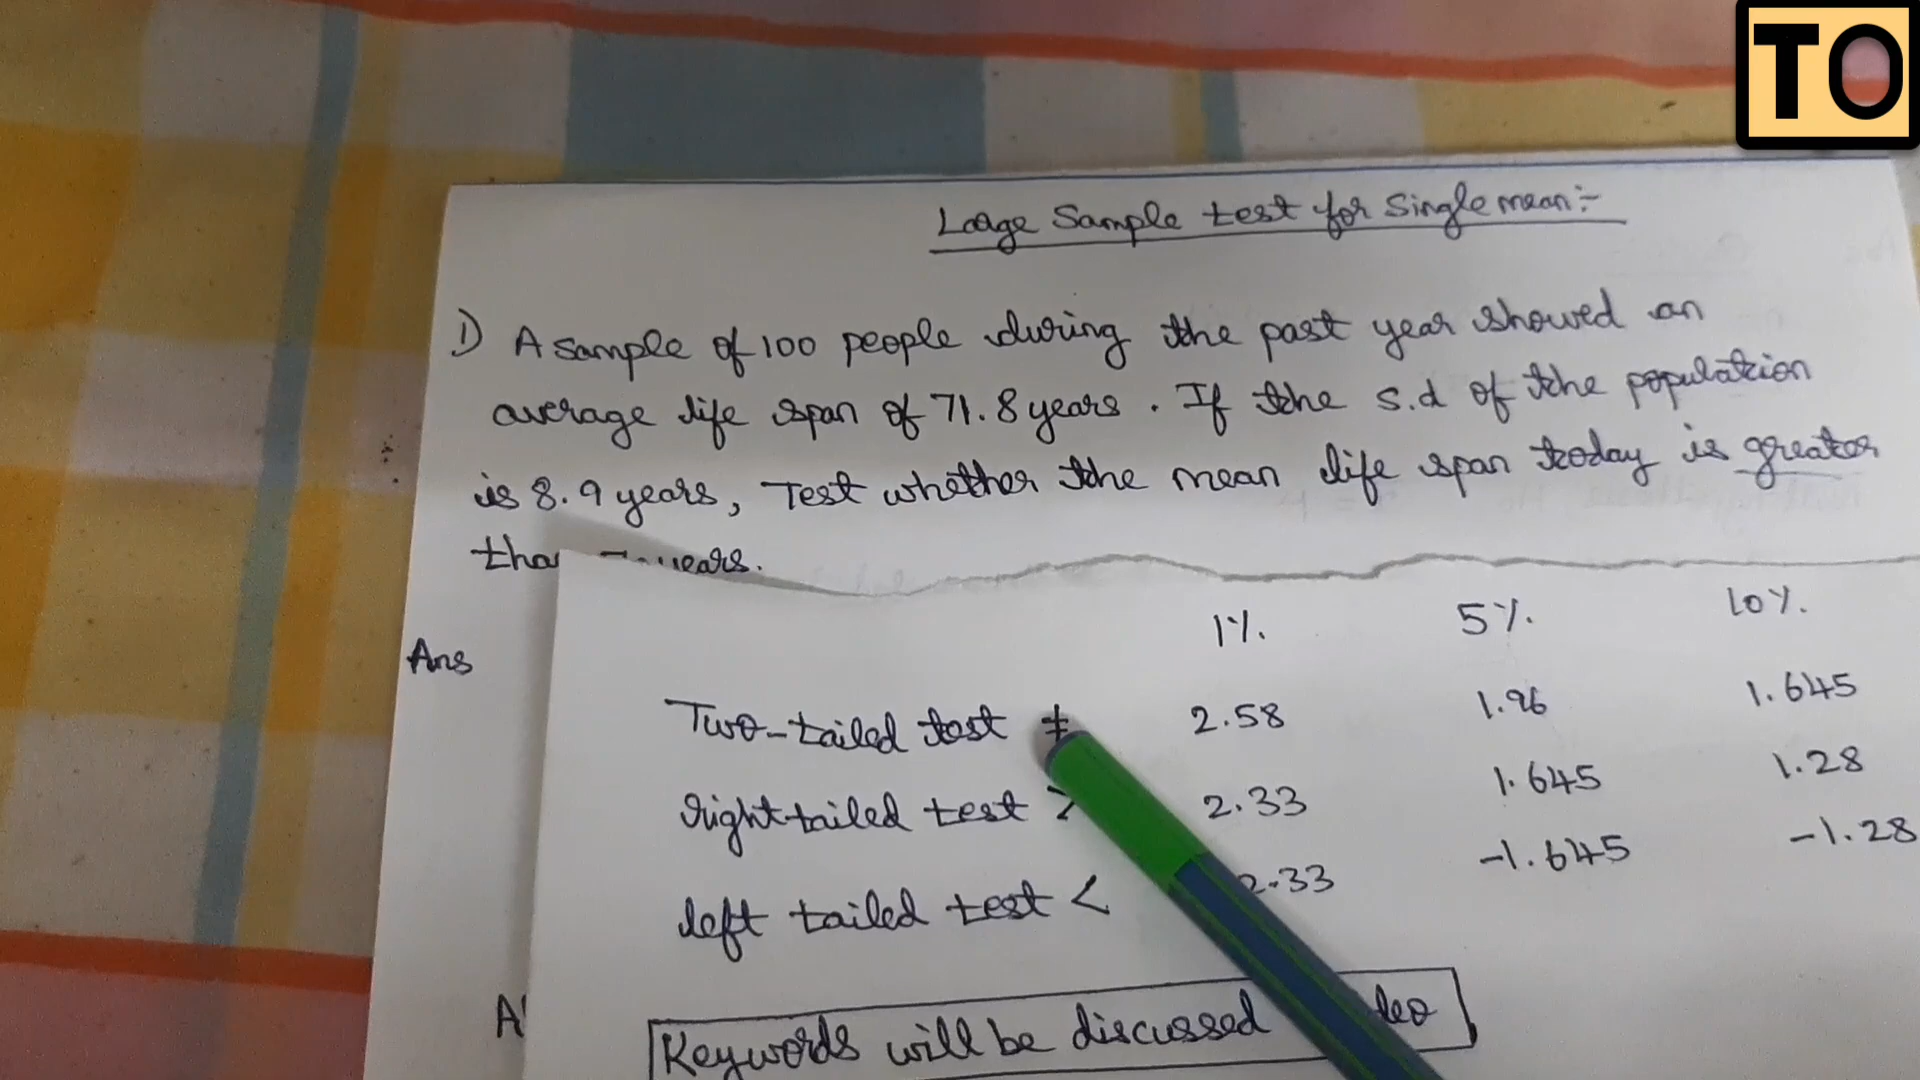 TO
Large Sample test for Single mean:-
1) A sample of 100 people during the past year showed an
average life span of 71.8 years. If the s.d of the population
is 8.9 years, Test whether the mean life span today is greater
years.
Ans
1% 5% 10%
Two-tailed test ≠ 2.58 1.96 1.645
right tailed test > 2.33 1.645 1.28
left tailed test < 2.33 -1.645 -1.28
Keywords will be discussed